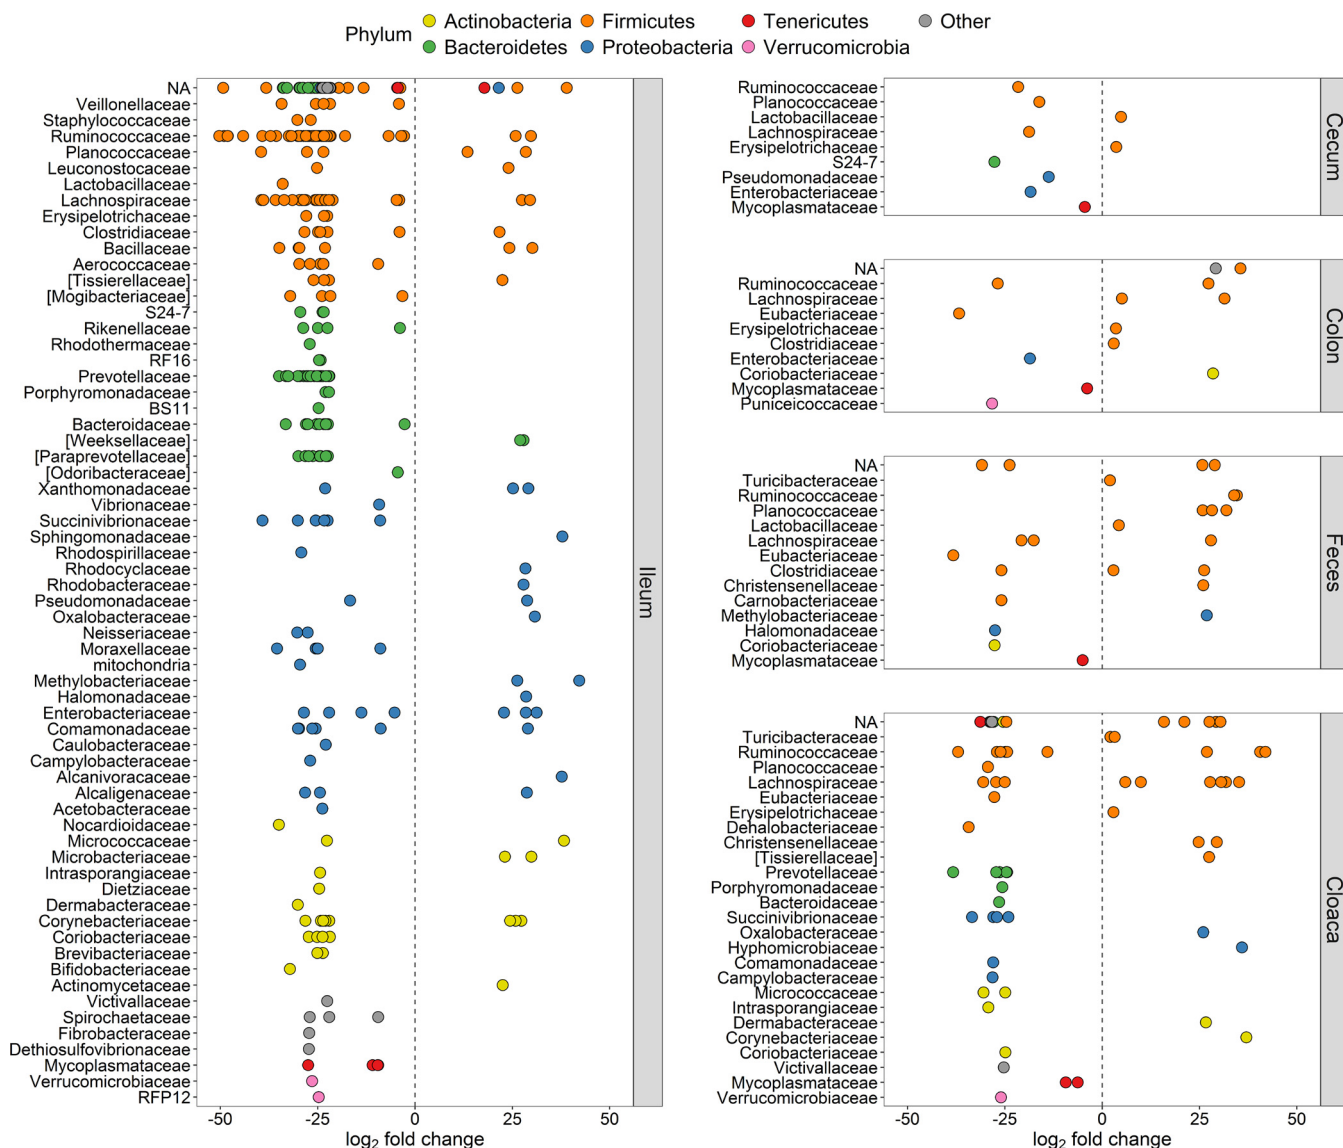 Phylum
Actinobacteria
Firmicutes
Tenericutes
Other
Bacteroidetes
Proteobacteria
Verrucomicrobia
NA
Veillonellaceae
Staphylococcaceae
Ruminococcaceae
Planococcaceae
Leuconostocaceae
Lactobacillaceae
Lachnospiraceae
Erysipelotrichaceae
Clostridiaceae
Bacillaceae
Aerococcaceae
[Tissierellaceae]
[Mogibacteriaceae]
S24-7
Rikenellaceae
Rhodothermaceae
RF16
Prevotellaceae
Porphyromonadaceae
BS11
Bacteroidaceae
[Weeksellaceae]
[Paraprevotellaceae]
[Odoribacteraceae]
Xanthomonadaceae
Vibrionaceae
Succinivibrionaceae
Sphingomonadaceae
Rhodospirillaceae
Rhodocyclaceae
Rhodobacteraceae
Pseudomonadaceae
Oxalobacteraceae
Neisseriaceae
Moraxellaceae
mitochondria
Methylobacteriaceae
Halomonadaceae
Enterobacteriaceae
Comamonadaceae
Caulobacteraceae
Campylobacteraceae
Alcanivoracaceae
Alcaligenaceae
Acetobacteraceae
Nocardioidaceae
Micrococcaceae
Microbacteriaceae
Intrasporangiaceae
Dietziaceae
Dermabacteraceae
Corynebacteriaceae
Coriobacteriaceae
Brevibacteriaceae
Bifidobacteriaceae
Actinomycetaceae
Victivallaceae
Spirochaetaceae
Fibrobacteraceae
Dethiosulfovibrionaceae
Mycoplasmataceae
Verrucomicrobiaceae
RFP12
Ileum
-50 -25 0 25 50
log2 fold change
Ruminococcaceae
Planococcaceae
Lactobacillaceae
Lachnospiraceae
Erysipelotrichaceae
S24-7
Pseudomonadaceae
Enterobacteriaceae
Mycoplasmataceae
Cecum
NA
Ruminococcaceae
Lachnospiraceae
Eubacteriaceae
Erysipelotrichaceae
Clostridiaceae
Enterobacteriaceae
Coriobacteriaceae
Mycoplasmataceae
Puniceicoccaceae
Colon
NA
Turicibacteraceae
Ruminococcaceae
Planococcaceae
Lactobacillaceae
Lachnospiraceae
Eubacteriaceae
Clostridiaceae
Christensenellaceae
Carnobacteriaceae
Methylobacteriaceae
Halomonadaceae
Coriobacteriaceae
Mycoplasmataceae
Feces
NA
Turicibacteraceae
Ruminococcaceae
Planococcaceae
Lachnospiraceae
Eubacteriaceae
Erysipelotrichaceae
Dehalobacteriaceae
Christensenellaceae
[Tissierellaceae]
Prevotellaceae
Porphyromonadaceae
Bacteroidaceae
Succinivibrionaceae
Oxalobacteraceae
Hyphomicrobiaceae
Comamonadaceae
Campylobacteraceae
Micrococcaceae
Intrasporangiaceae
Dermabacteraceae
Corynebacteriaceae
Coriobacteriaceae
Victivallaceae
Mycoplasmataceae
Verrucomicrobiaceae
Cloaca
-50 -25 0 25 50
log2 fold change